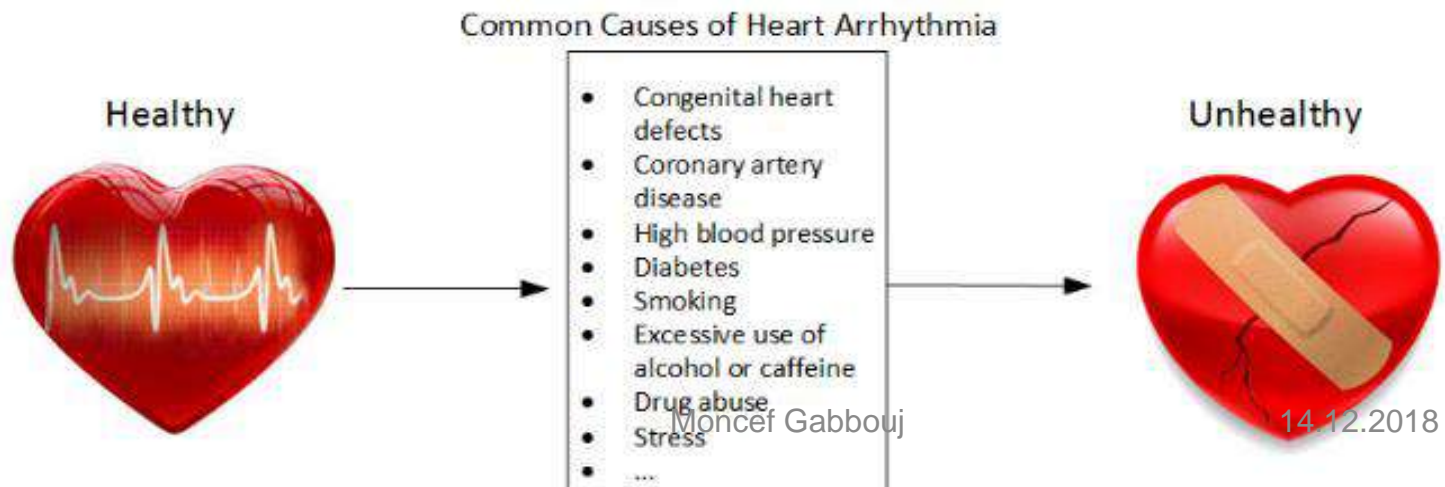 Common Causes of Heart Arrhythmia
Healthy
Unhealthy
• Congenital heart
defects
• Coronary artery
disease
• High blood pressure
• Diabetes
• Smoking
• Excessive use of
alcohol or caffeine
• Drug abuse
• Stress
• ...
Moncef Gabbouj
14.12.2018